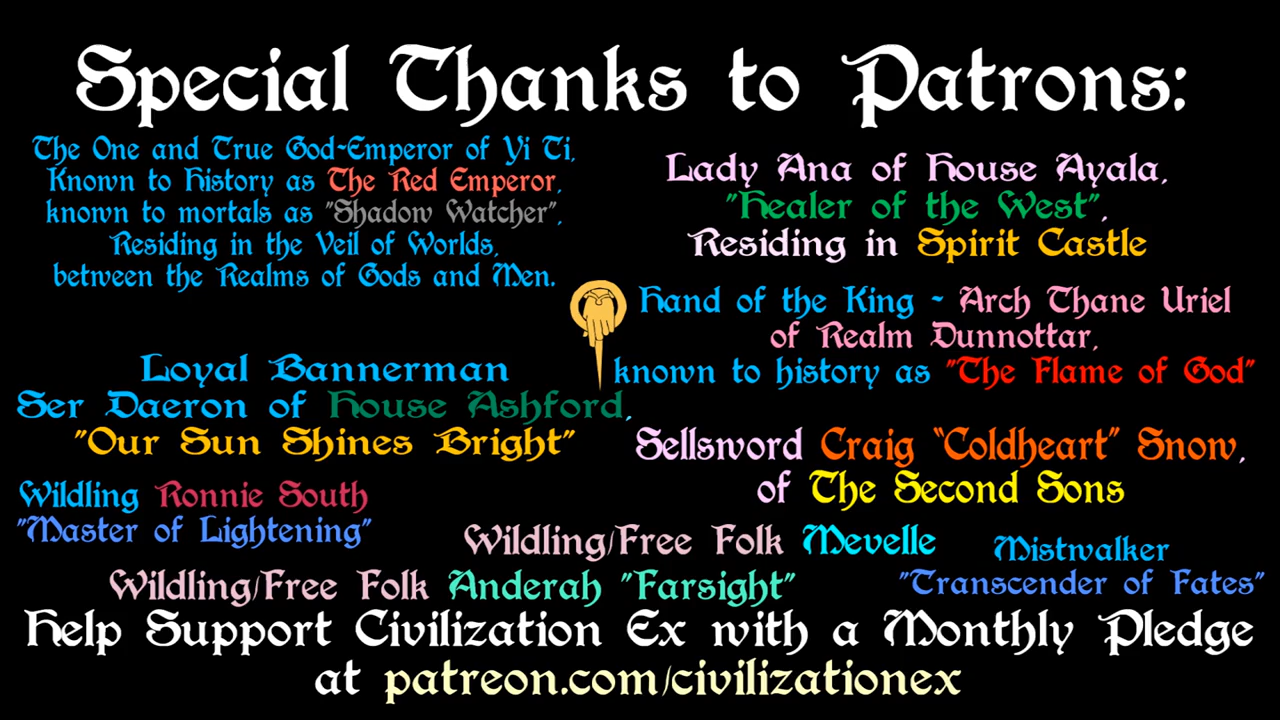 Special Thanks to Patrons:
The One and True God-Emperor of Yi Ti,
Known to History as The Red Emperor,
known to mortals as "Shadow Watcher",
Residing in the Veil of Worlds,
between the Realms of Gods and Men.
Lady Ana of House Ayala,
"Healer of the West",
Residing in Spirit Castle
Hand of the King - Arch Thane Uriel
of Realm Dunnottar,
known to history as "The Flame of God"
Loyal Bannerman
Ser Daeron of House Ashford,
"Our Sun Shines Bright"
Sellsword Craig “Coldheart” Snow,
of The Second Sons
Wildling Ronnie South
"Master of Lightening"
Wildling/Free Folk Mevelle
Mistwalker
"Transcender of Fates"
Wildling/Free Folk Anderah "Farsight"
Help Support Civilization Ex with a Monthly Pledge
at patreon.com/civilizationex